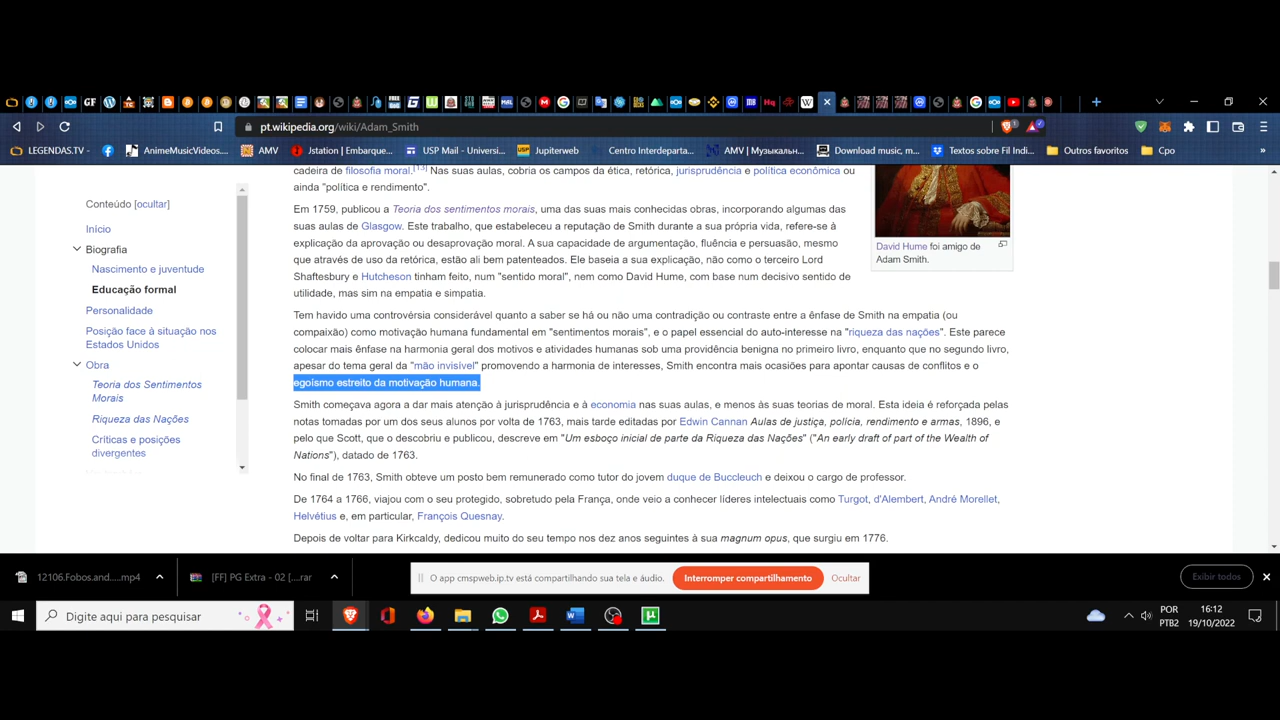 pt.wikipedia.org/wiki/Adam_Smith
LEGENDAS.TV -
AnimeMusicVideos...
AMV
Jstation | Embarque...
USP Mail - Universi...
Jupiterweb
Centro Interdeparta...
AMV | Музыкальн...
Download music, m...
Textos sobre Fil Indi...
Outros favoritos
Cpo
Conteúdo [ocultar]
Início
Biografia
Nascimento e juventude
Educação formal
Personalidade
Posição face à situação nos
Estados Unidos
Obra
Teoria dos Sentimentos
Morais
Riqueza das Nações
Críticas e posições
divergentes
cadeira de filosofia moral.[13] Nas suas aulas, cobria os campos da ética, retórica, jurisprudência e política econômica ou
ainda "política e rendimento".
Em 1759, publicou a Teoria dos sentimentos morais, uma das suas mais conhecidas obras, incorporando algumas das
suas aulas de Glasgow. Este trabalho, que estabeleceu a reputação de Smith durante a sua própria vida, refere-se à
explicação da aprovação ou desaprovação moral. A sua capacidade de argumentação, fluência e persuasão, mesmo
que através de uso da retórica, estão ali bem patenteados. Ele baseia a sua explicação, não como o terceiro Lord
Shaftesbury e Hutcheson tinham feito, num "sentido moral", nem como David Hume, com base num decisivo sentido de
utilidade, mas sim na empatia e simpatia.
David Hume foi amigo de
Adam Smith.
Tem havido uma controvérsia considerável quanto a saber se há ou não uma contradição ou contraste entre a ênfase de Smith na empatia (ou
compaixão) como motivação humana fundamental em "sentimentos morais", e o papel essencial do auto-interesse na "riqueza das nações". Este parece
colocar mais ênfase na harmonia geral dos motivos e atividades humanas sob uma providência benigna no primeiro livro, enquanto que no segundo livro,
apesar do tema geral da "mão invisível" promovendo a harmonia de interesses, Smith encontra mais ocasiões para apontar causas de conflitos e o
egoísmo estreito da motivação humana.
Smith começava agora a dar mais atenção à jurisprudência e à economia nas suas aulas, e menos às suas teorias de moral. Esta ideia é reforçada pelas
notas tomadas por um dos seus alunos por volta de 1763, mais tarde editadas por Edwin Cannan Aulas de justiça, polícia, rendimento e armas, 1896, e
pelo que Scott, que o descobriu e publicou, descreve em "Um esboço inicial de parte da Riqueza das Nações" ("An early draft of part of the Wealth of
Nations"), datado de 1763.
No final de 1763, Smith obteve um posto bem remunerado como tutor do jovem duque de Buccleuch e deixou o cargo de professor.
De 1764 a 1766, viajou com o seu protegido, sobretudo pela França, onde veio a conhecer líderes intelectuais como Turgot, d'Alembert, André Morellet,
Helvétius e, em particular, François Quesnay.
Depois de voltar para Kirkcaldy, dedicou muito do seu tempo nos dez anos seguintes à sua magnum opus, que surgiu em 1776.
12106.Fobos.and.....mp4
[FF] PG Extra - 02 [....rar
O app cmspweb.ip.tv está compartilhando sua tela e áudio.
Interromper compartilhamento
Ocultar
Exibir todos
Digite aqui para pesquisar
POR
PTB2
16:12
19/10/2022